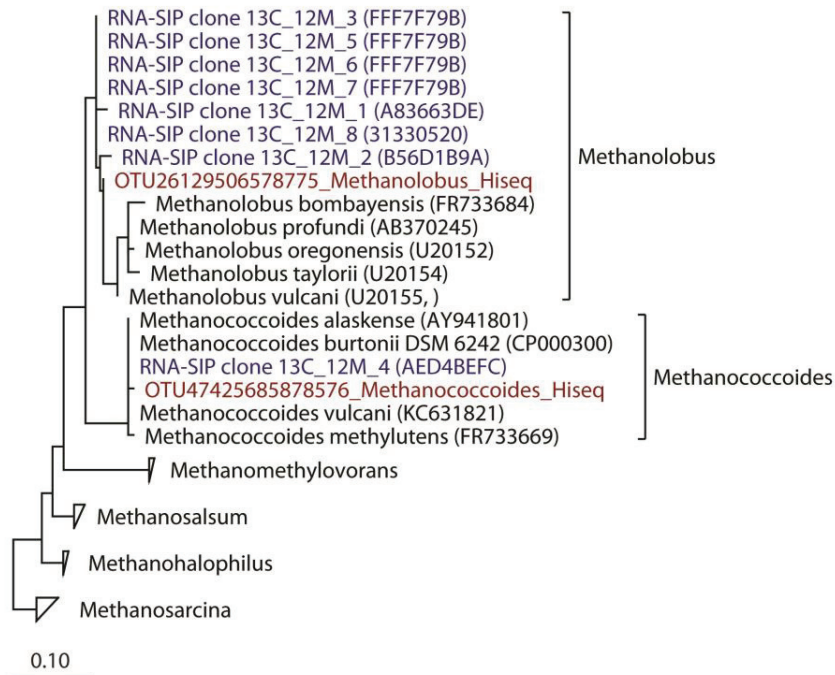 RNA-SIP clone 13C_12M_3 (FFF7F79B)
RNA-SIP clone 13C_12M_5 (FFF7F79B)
RNA-SIP clone 13C_12M_6 (FFF7F79B)
RNA-SIP clone 13C_12M_7 (FFF7F79B)
RNA-SIP clone 13C_12M_1 (A83663DE)
RNA-SIP clone 13C_12M_8 (31330520)
RNA-SIP clone 13C_12M_2 (B56D1B9A)
Methanolobus
OTU26129506578775_Methanolobus_Hiseq
Methanolobus bombayensis (FR733684)
Methanolobus profundi (AB370245)
Methanolobus oregonensis (U20152)
Methanolobus taylorii (U20154)
Methanolobus vulcani (U20155, )
Methanococcoides alaskense (AY941801)
Methanococcoides burtonii DSM 6242 (CP000300)
RNA-SIP clone 13C_12M_4 (AED4BEFC)
Methanococcoides
OTU47425685878576_Methanococcoides_Hiseq
Methanococcoides vulcani (KC631821)
Methanococcoides methylutens (FR733669)
Methanomethylovorans
Methanosalsum
Methanohalophilus
Methanosarcina
0.10